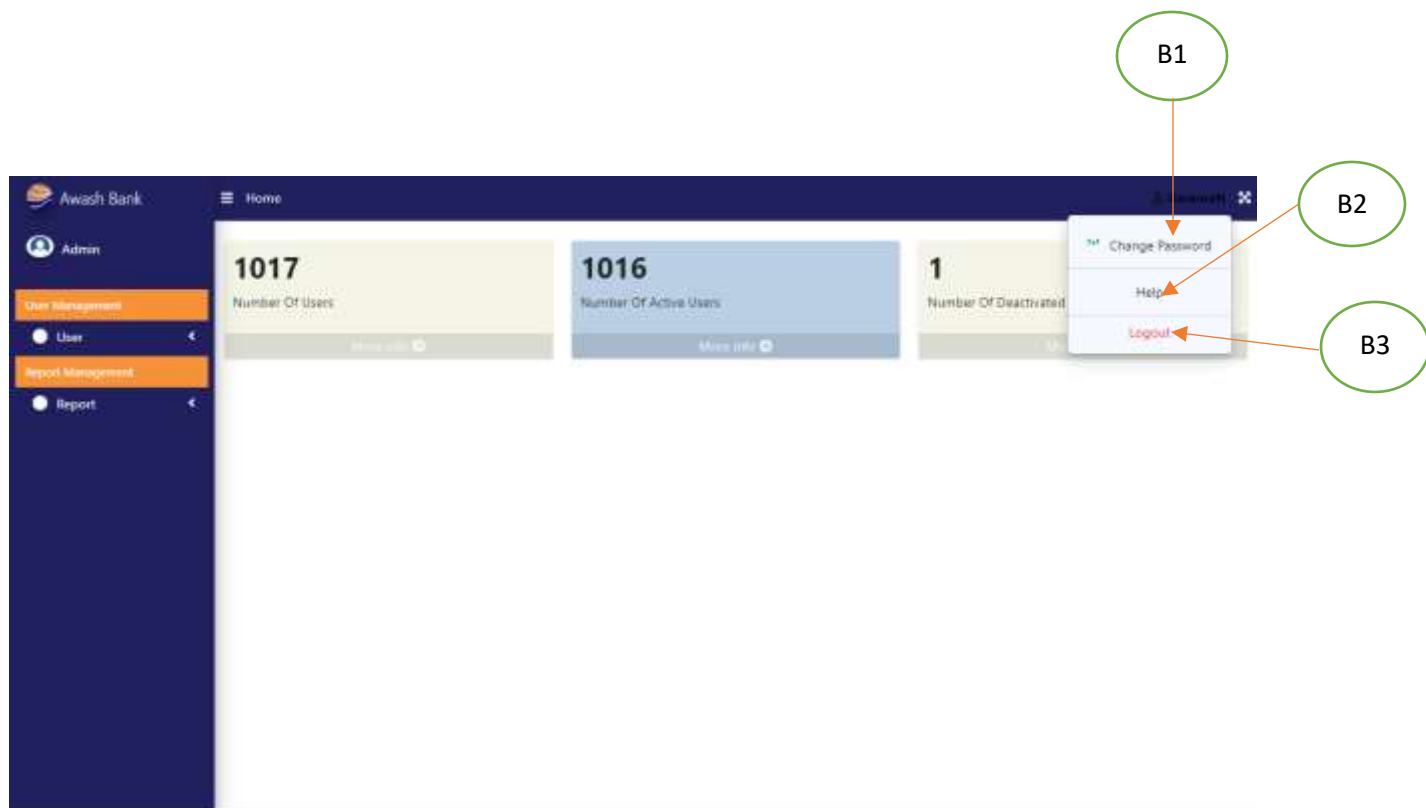 B1
Awash Bank
Home
B2
Admin
Change Password
1017
1016
1
Help
Number Of Users
Number Of Active Users
Number Of Deactivated
User Management
Logout
B3
User
More info
More info
Report Management
Report